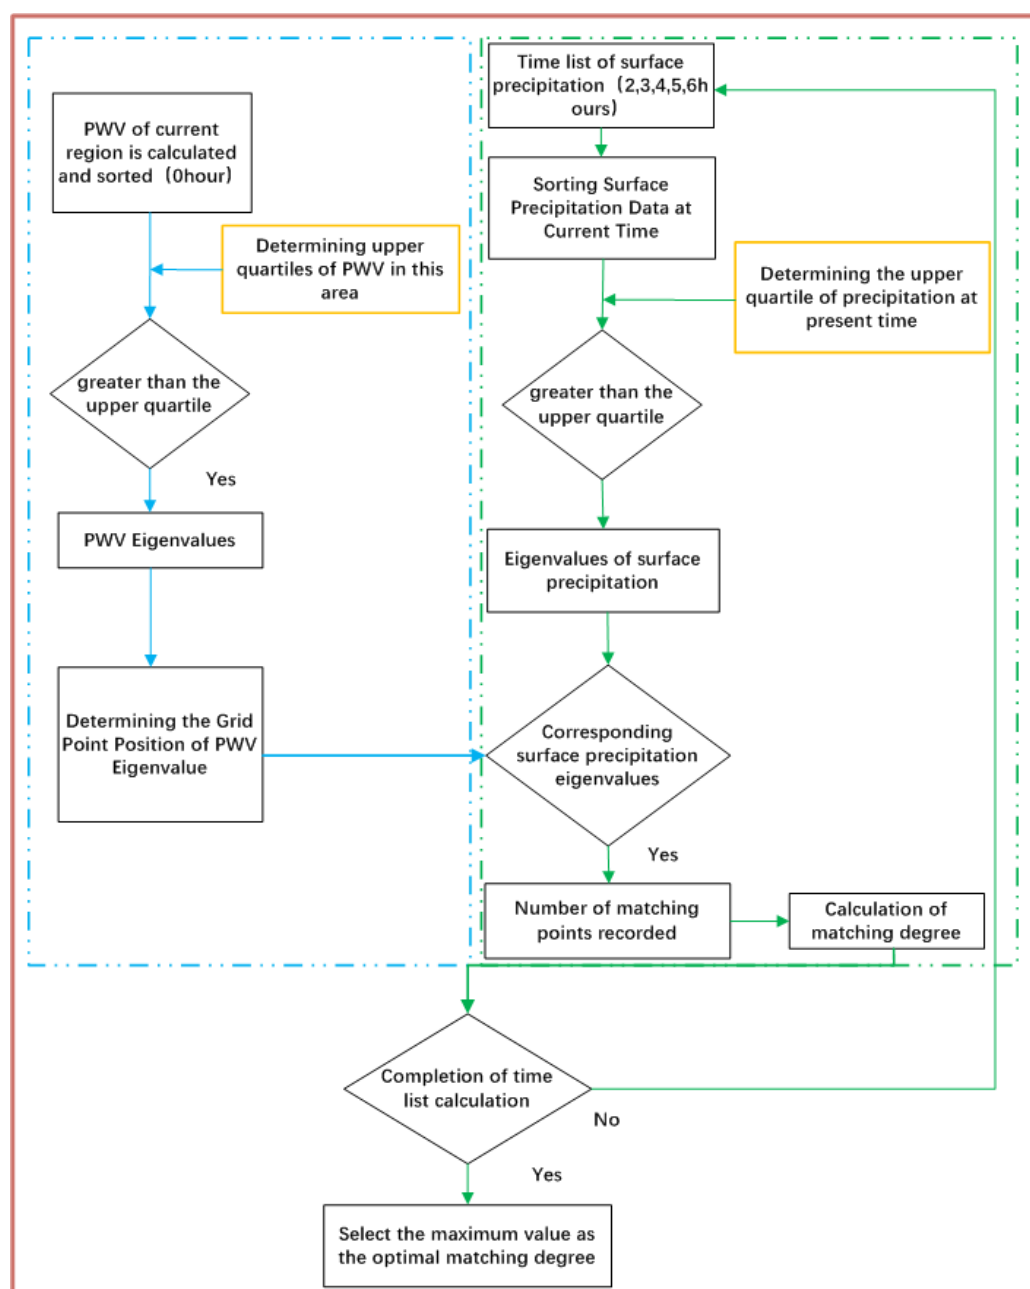 PWV of current
region is calculated
and sorted（0hour）
Determining upper
quartiles of PWV in this
area
greater than the
upper quartile
Yes
PWV Eigenvalues
Determining the Grid
Point Position of PWV
Eigenvalue
Time list of surface
precipitation（2,3,4,5,6h
ours）
Sorting Surface
Precipitation Data at
Current Time
Determining the upper
quartile of precipitation at
present time
greater than the
upper quartile
Eigenvalues of surface
precipitation
Corresponding
surface precipitation
eigenvalues
Yes
Number of matching
points recorded
Calculation of
matching degree
Completion of time
list calculation
No
Yes
Select the maximum value as
the optimal matching degree